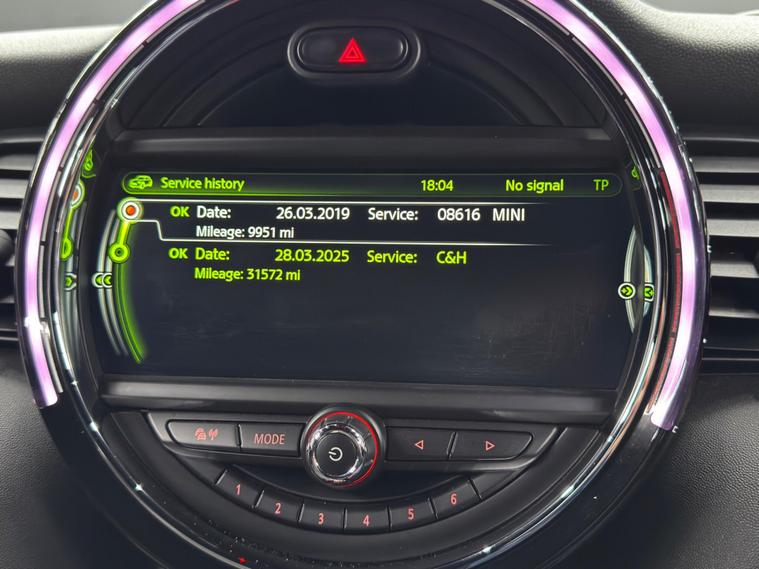 Service history 18:04 No signal TP
OK Date: 26.03.2019 Service: 08616 MINI
Mileage: 9951 mi
OK Date: 28.03.2025 Service: C&H
Mileage: 31572 mi
MODE
1 2 3 4 5 6